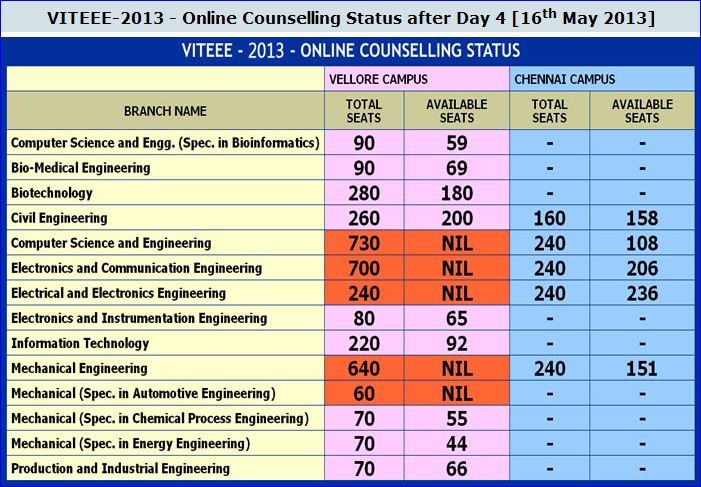 VITEEE-2013 - Online Counselling Status after Day 4 [16th May 2013]
VITEEE - 2013 - ONLINE COUNSELLING STATUS
VELLORE CAMPUS CHENNAI CAMPUS
BRANCH NAME TOTAL SEATS AVAILABLE SEATS TOTAL SEATS AVAILABLE SEATS
Computer Science and Engg. (Spec. in Bioinformatics) 90 59 - -
Bio-Medical Engineering 90 69 - -
Biotechnology 280 180 - -
Civil Engineering 260 200 160 158
Computer Science and Engineering 730 NIL 240 108
Electronics and Communication Engineering 700 NIL 240 206
Electrical and Electronics Engineering 240 NIL 240 236
Electronics and Instrumentation Engineering 80 65 - -
Information Technology 220 92 - -
Mechanical Engineering 640 NIL 240 151
Mechanical (Spec. in Automotive Engineering) 60 NIL - -
Mechanical (Spec. in Chemical Process Engineering) 70 55 - -
Mechanical (Spec. in Energy Engineering) 70 44 - -
Production and Industrial Engineering 70 66 - -